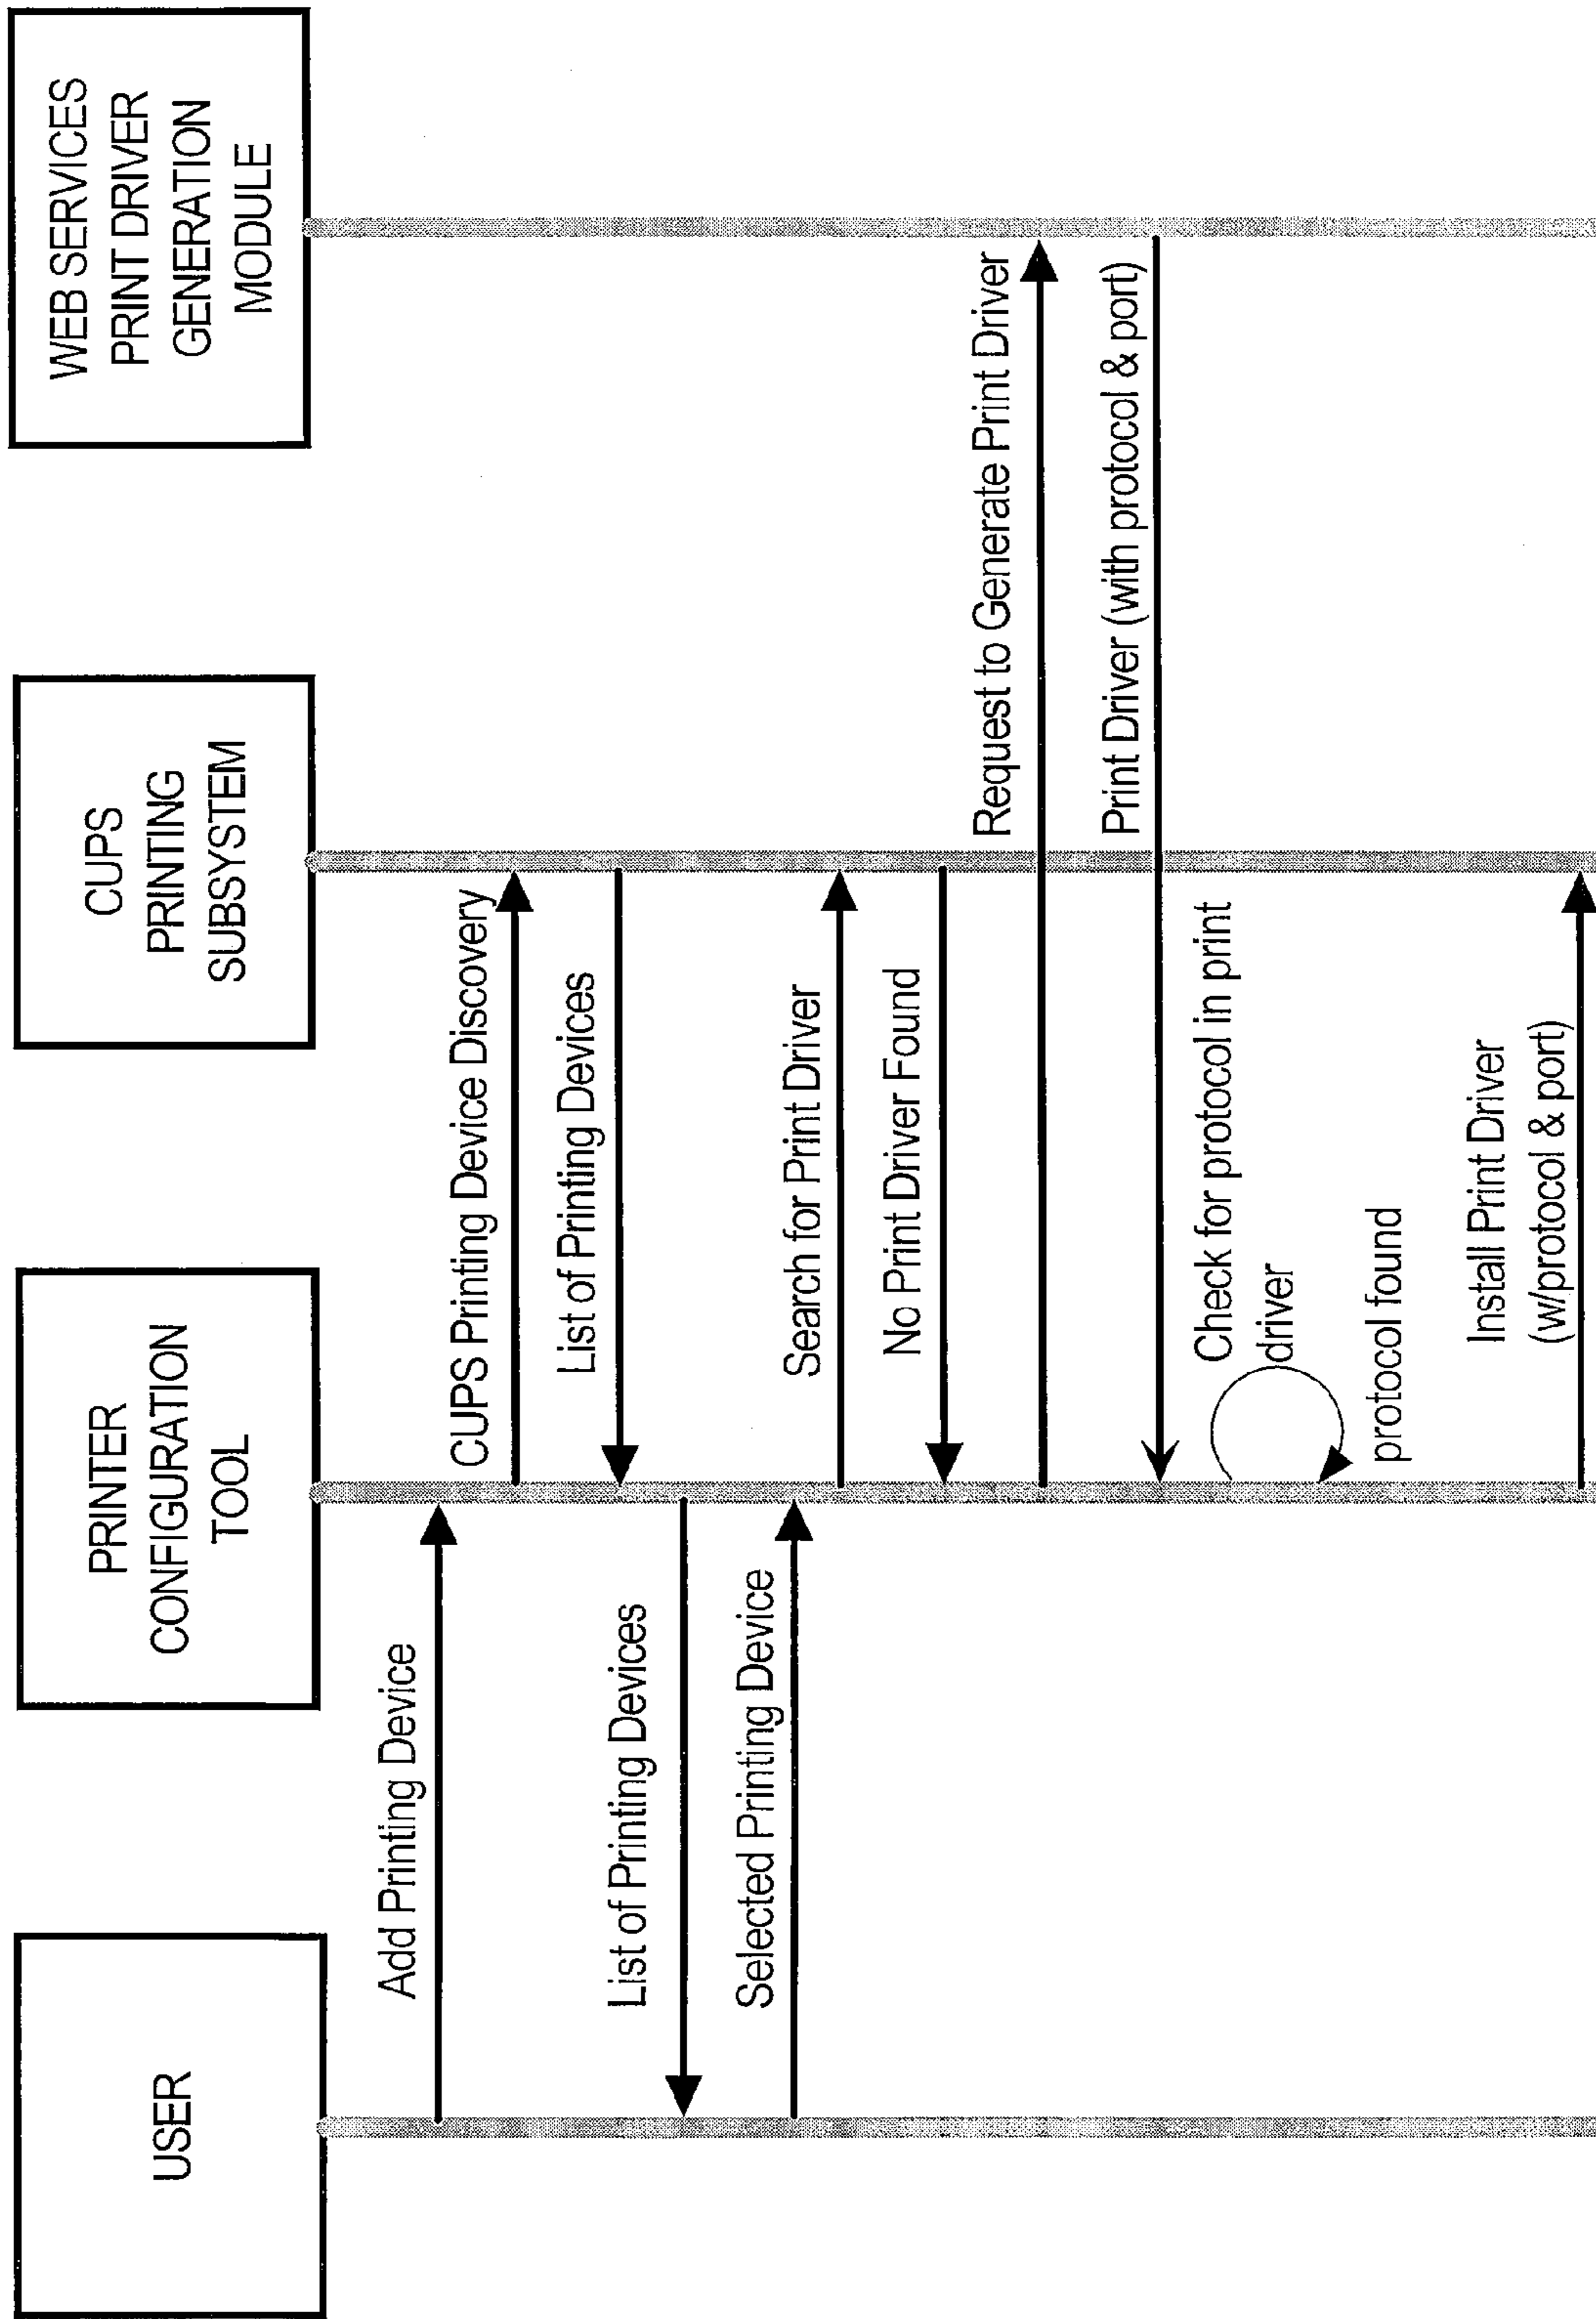 USER
PRINTER
CONFIGURATION
TOOL
CUPS
PRINTING
SUBSYSTEM
WEB SERVICES
PRINT DRIVER
GENERATION
MODULE
Add Printing Device
CUPS Printing Device Discovery
List of Printing Devices
List of Printing Devices
Selected Printing Device
Search for Print Driver
No Print Driver Found
Request to Generate Print Driver
Print Driver (with protocol & port)
Check for protocol in print
driver
protocol found
Install Print Driver
(w/protocol & port)